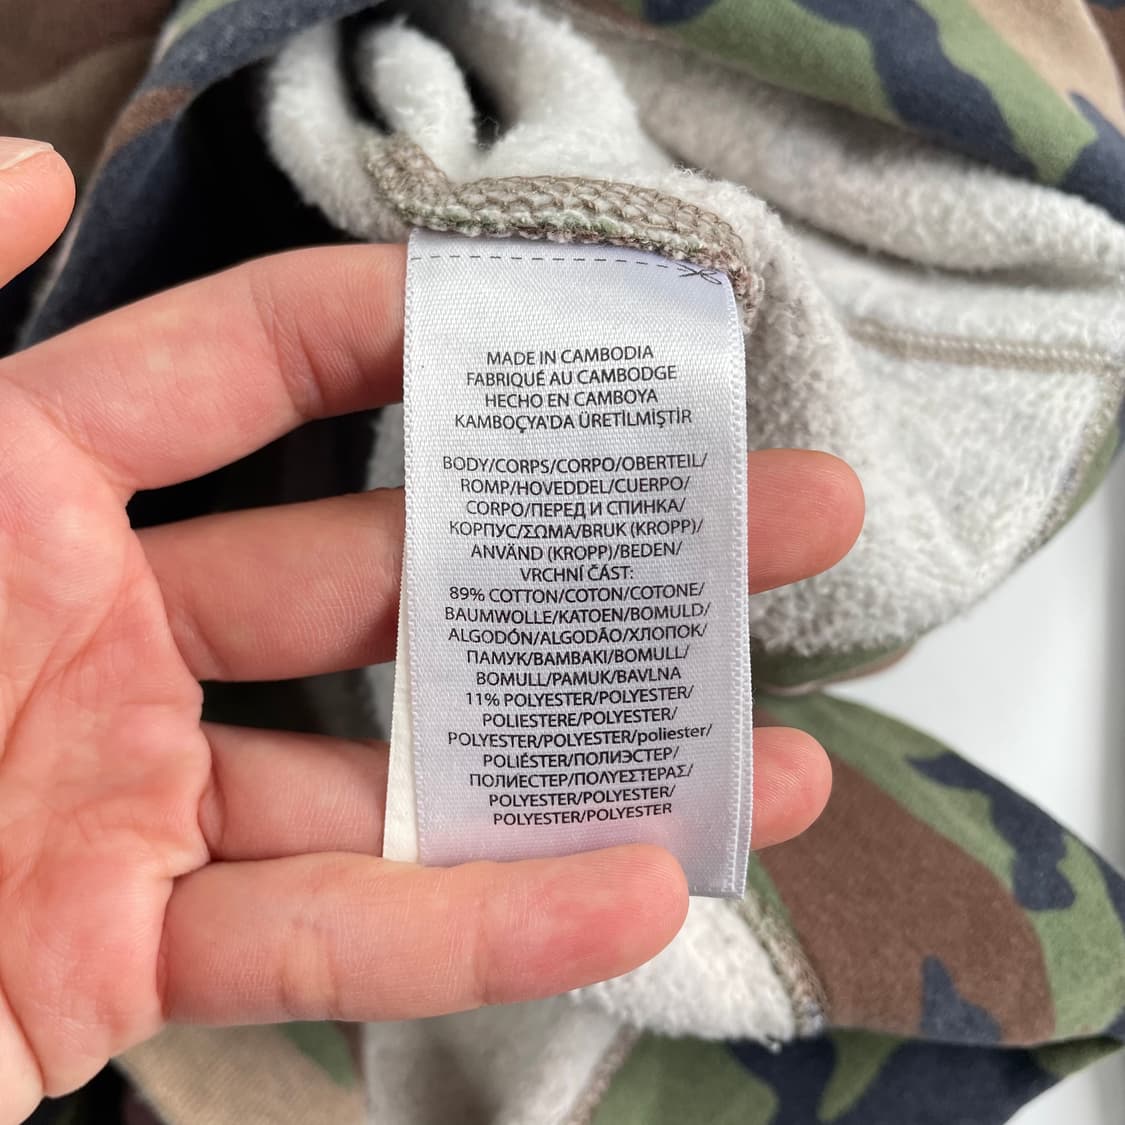 MADE IN CAMBODIA
FABRIQUÉ AU CAMBODGE
HECHO EN CAMBOYA
KAMBOÇYA'DA ÜRETİLMİŞTİR
BODY/CORPS/CORPO/OBERTEIL/
ROMP/HOVEDDEL/CUERPO/
CORPO/ПЕРЕД И СПИНКА/
КОРПУС/ΣΩΜΑ/BRUK (KROPP)/
ANVÄND (KROPP)/BEDEN/
VRCHNÍ ČÁST:
89% COTTON/COTON/COTONE/
BAUMWOLLE/KATOEN/BOMULD/
ALGODÓN/ALGODÃO/ХЛОПОК/
ПАМУК/ΒΑΜΒΑΚΙ/BOMULL/
BOMULL/PAMUK/BAVLNA
11% POLYESTER/POLYESTER/
POLIESTERE/POLYESTER/
POLYESTER/POLYESTER/poliester/
POLIÉSTER/ПОЛИЭСТЕР/
ПОЛИЕСТЕР/ΠΟΛΥΕΣΤΕΡΑΣ/
POLYESTER/POLYESTER/
POLYESTER/POLYESTER